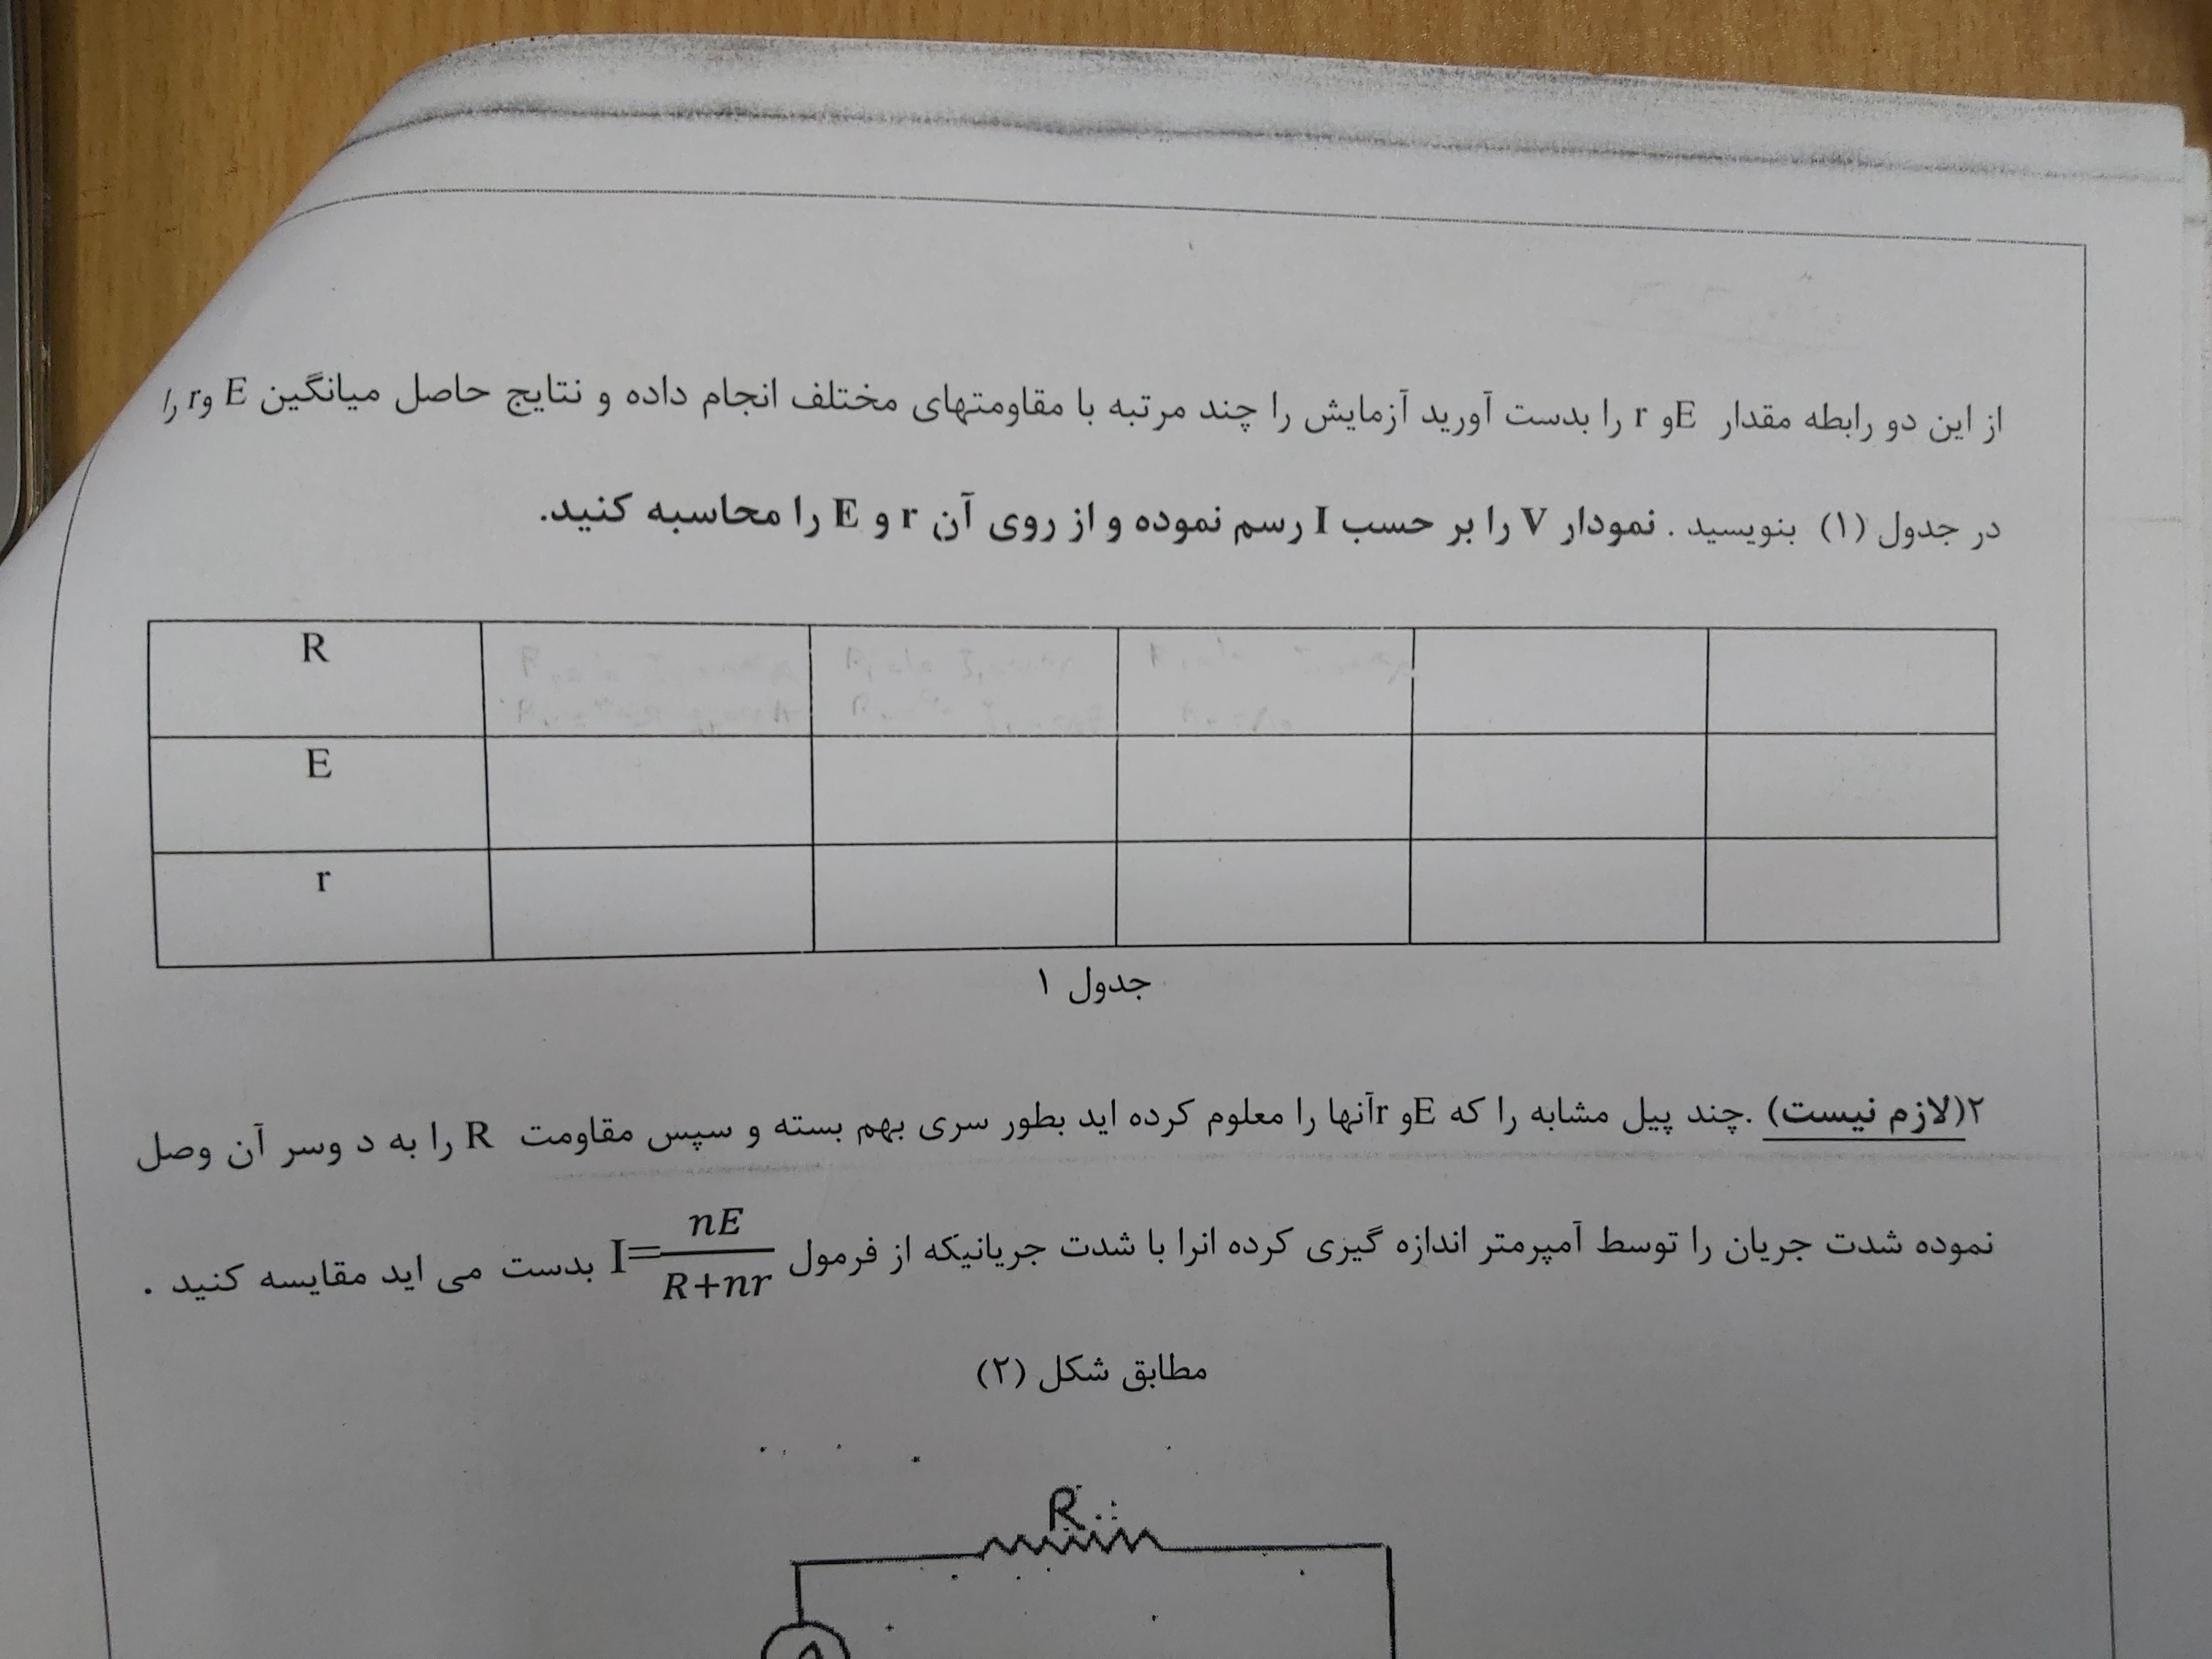 از این دو رابطه مقدار Eو r را بدست آورید آزمایش را چند مرتبه با مقاومتهای مختلف انجام داده و نتایج حاصل میانگین E وr را
در جدول (۱) بنویسید . نمودار V را بر حسب I رسم نموده و از روی آن r و E را محاسبه کنید.
R
E
r
جدول ۱
۲(لازم نیست) .چند پیل مشابه را که Eو rآنها را معلوم کرده اید بطور سری بهم بسته و سپس مقاومت R را به د وسر آن وصل
نموده شدت جریان را توسط آمپرمتر اندازه گیری کرده انرا با شدت جریانیکه از فرمول I=nE/R+nr بدست می اید مقایسه کنید .
مطابق شکل (۲)
R
A